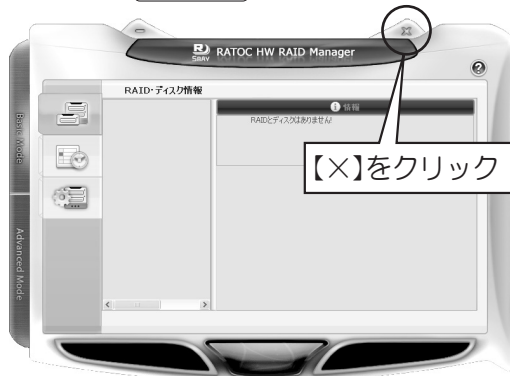 RATOC HW RAID Manager
RAID・ディスク情報
情報
RAIDとディスクはありません!
【×】をクリック
Basic Mode
Advanced Mode